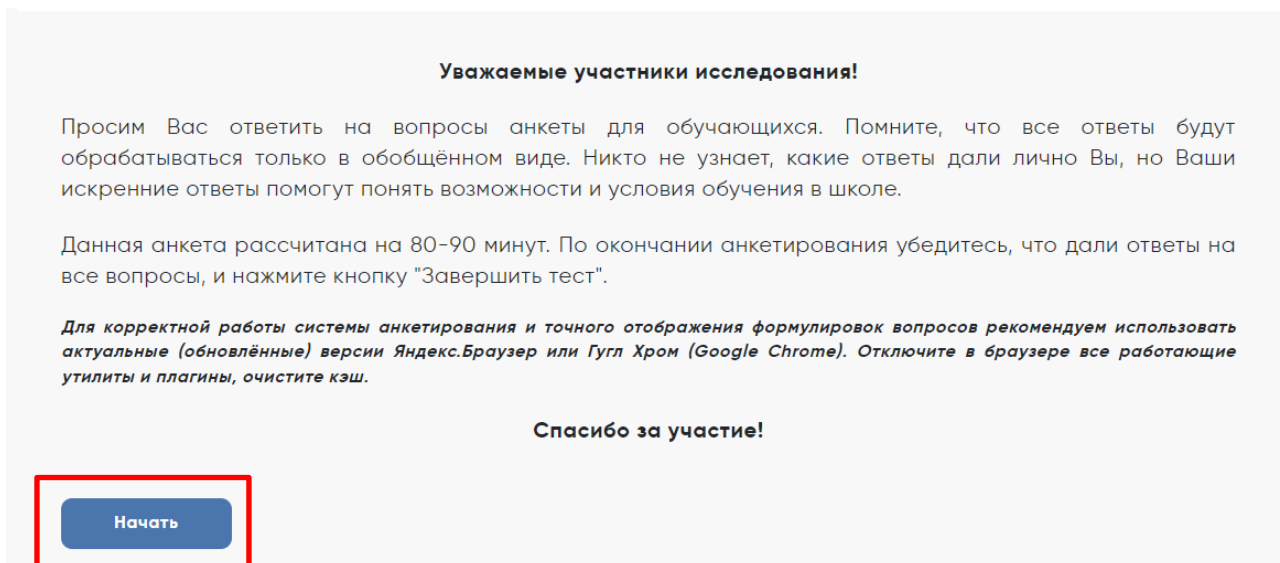 Уважаемые участники исследования!
Просим Вас ответить на вопросы анкеты для обучающихся. Помните, что все ответы будут
обрабатываться только в обобщённом виде. Никто не узнает, какие ответы дали лично Вы, но Ваши
искренние ответы помогут понять возможности и условия обучения в школе.
Данная анкета рассчитана на 80-90 минут. По окончании анкетирования убедитесь, что дали ответы на
все вопросы, и нажмите кнопку "Завершить тест".
Для корректной работы системы анкетирования и точного отображения формулировок вопросов рекомендуем использовать
актуальные (обновлённые) версии Яндекс.Браузер или Гугл Хром (Google Chrome). Отключите в браузере все работающие
утилиты и плагины, очистите кэш.
Спасибо за участие!
Начать